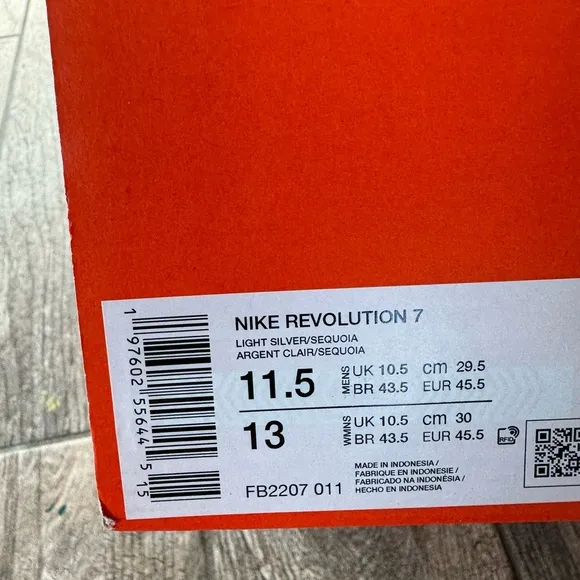 NIKE REVOLUTION 7
LIGHT SILVER/SEQUOIA
ARGENT CLAIR/SEQUOIA
11.5 MENS UK 10.5 cm 29.5
BR 43.5 EUR 45.5
13 WMNS UK 10.5 cm 30
BR 43.5 EUR 45.5
RFID
MADE IN INDONESIA /
FABRIQUE EN INDONESIE /
FABRICADO NA INDONÉSIA /
HECHO EN INDONESIA
FB2207 011
1 97602 55644 5 15